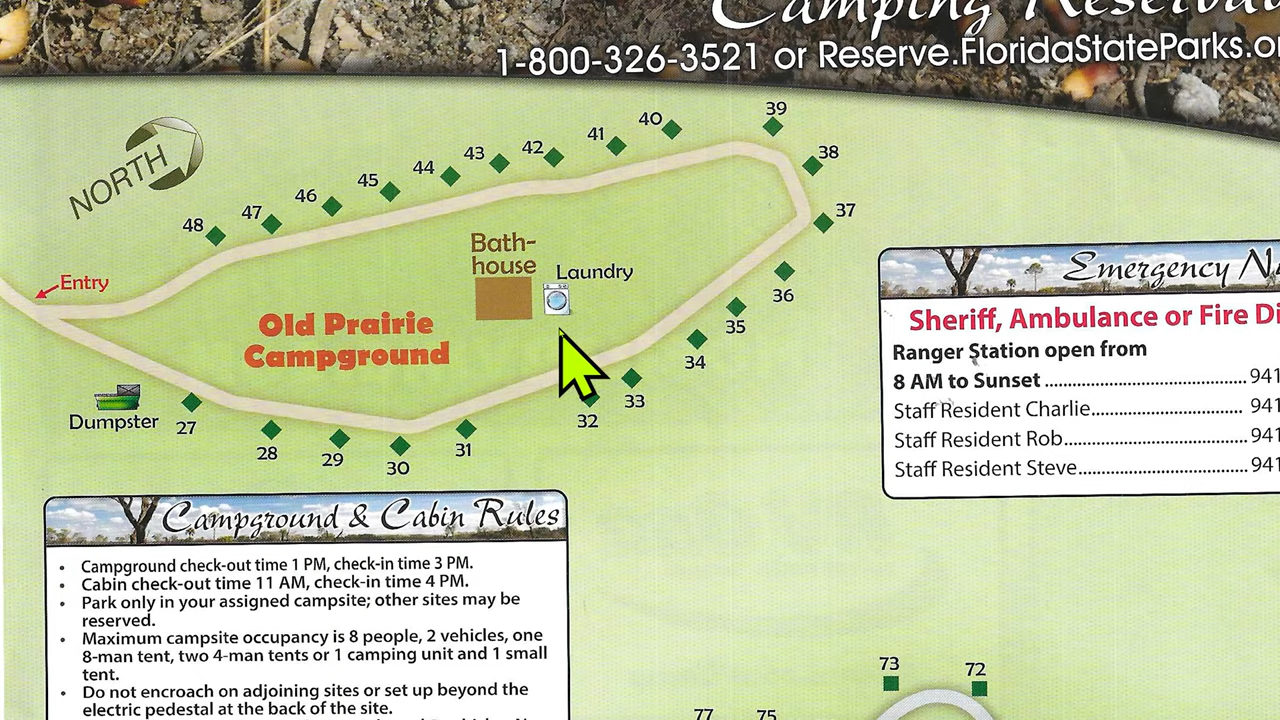 Camping Reserva
1-800-326-3521 or Reserve.FloridaStateParks.o
NORTH
39
40
41
42
43
44
45
46
47
48
38
37
36
35
34
33
32
31
30
29
28
27
Entry
Bath-
house
Laundry
Old Prairie
Campground
Dumpster
Emergency N
Sheriff, Ambulance or Fire Di
Ranger Station open from
8 AM to Sunset ................................................ 941
Staff Resident Charlie.................................... 941
Staff Resident Rob.......................................... 941
Staff Resident Steve....................................... 941
Campground & Cabin Rules
• Campground check-out time 1 PM, check-in time 3 PM.
• Cabin check-out time 11 AM, check-in time 4 PM.
• Park only in your assigned campsite; other sites may be
reserved.
• Maximum campsite occupancy is 8 people, 2 vehicles, one
8-man tent, two 4-man tents or 1 camping unit and 1 small
tent.
• Do not encroach on adjoining sites or set up beyond the
electric pedestal at the back of the site.
73
72
77
75